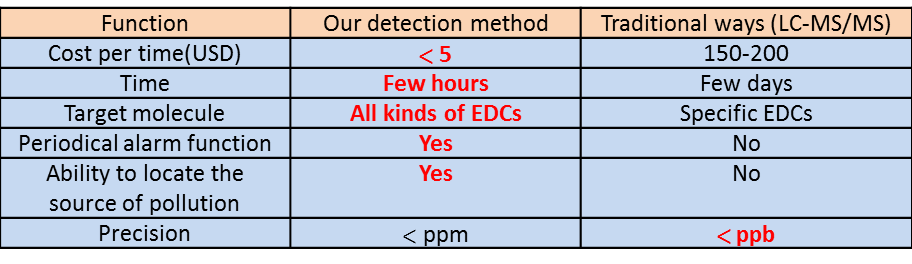 Function Our detection method Traditional ways (LC-MS/MS)
Cost per time(USD) < 5 150-200
Time Few hours Few days
Target molecule All kinds of EDCs Specific EDCs
Periodical alarm function Yes No
Ability to locate the source of pollution Yes No
Precision < ppm < ppb